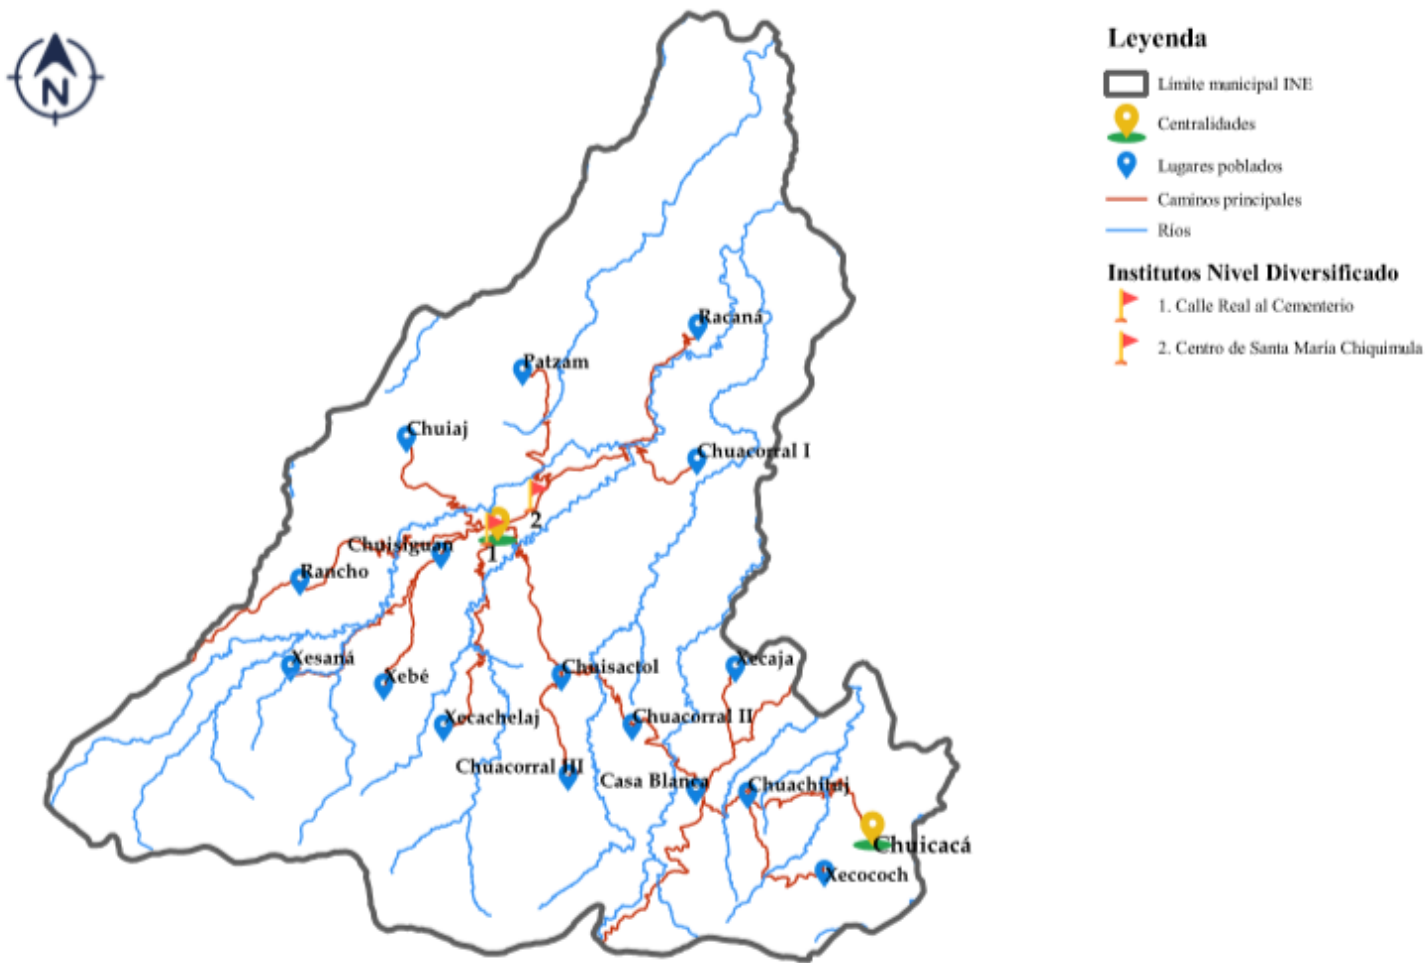 N
Leyenda
Límite municipal INE
Centralidades
Lugares poblados
Caminos principales
Ríos
Institutos Nivel Diversificado
1. Calle Real al Cementerio
2. Centro de Santa María Chiquimula
Racaná
Patzam
Chuiaj
Chuacorral I
2
1
Chuisiguan
Rancho
Xesaná
Xebé
Chuisactol
Xecaja
Xecachelaj
Chuacorral II
Chuacorral III
Casa Blanca
Chuachituj
Chuicacá
Xecococh